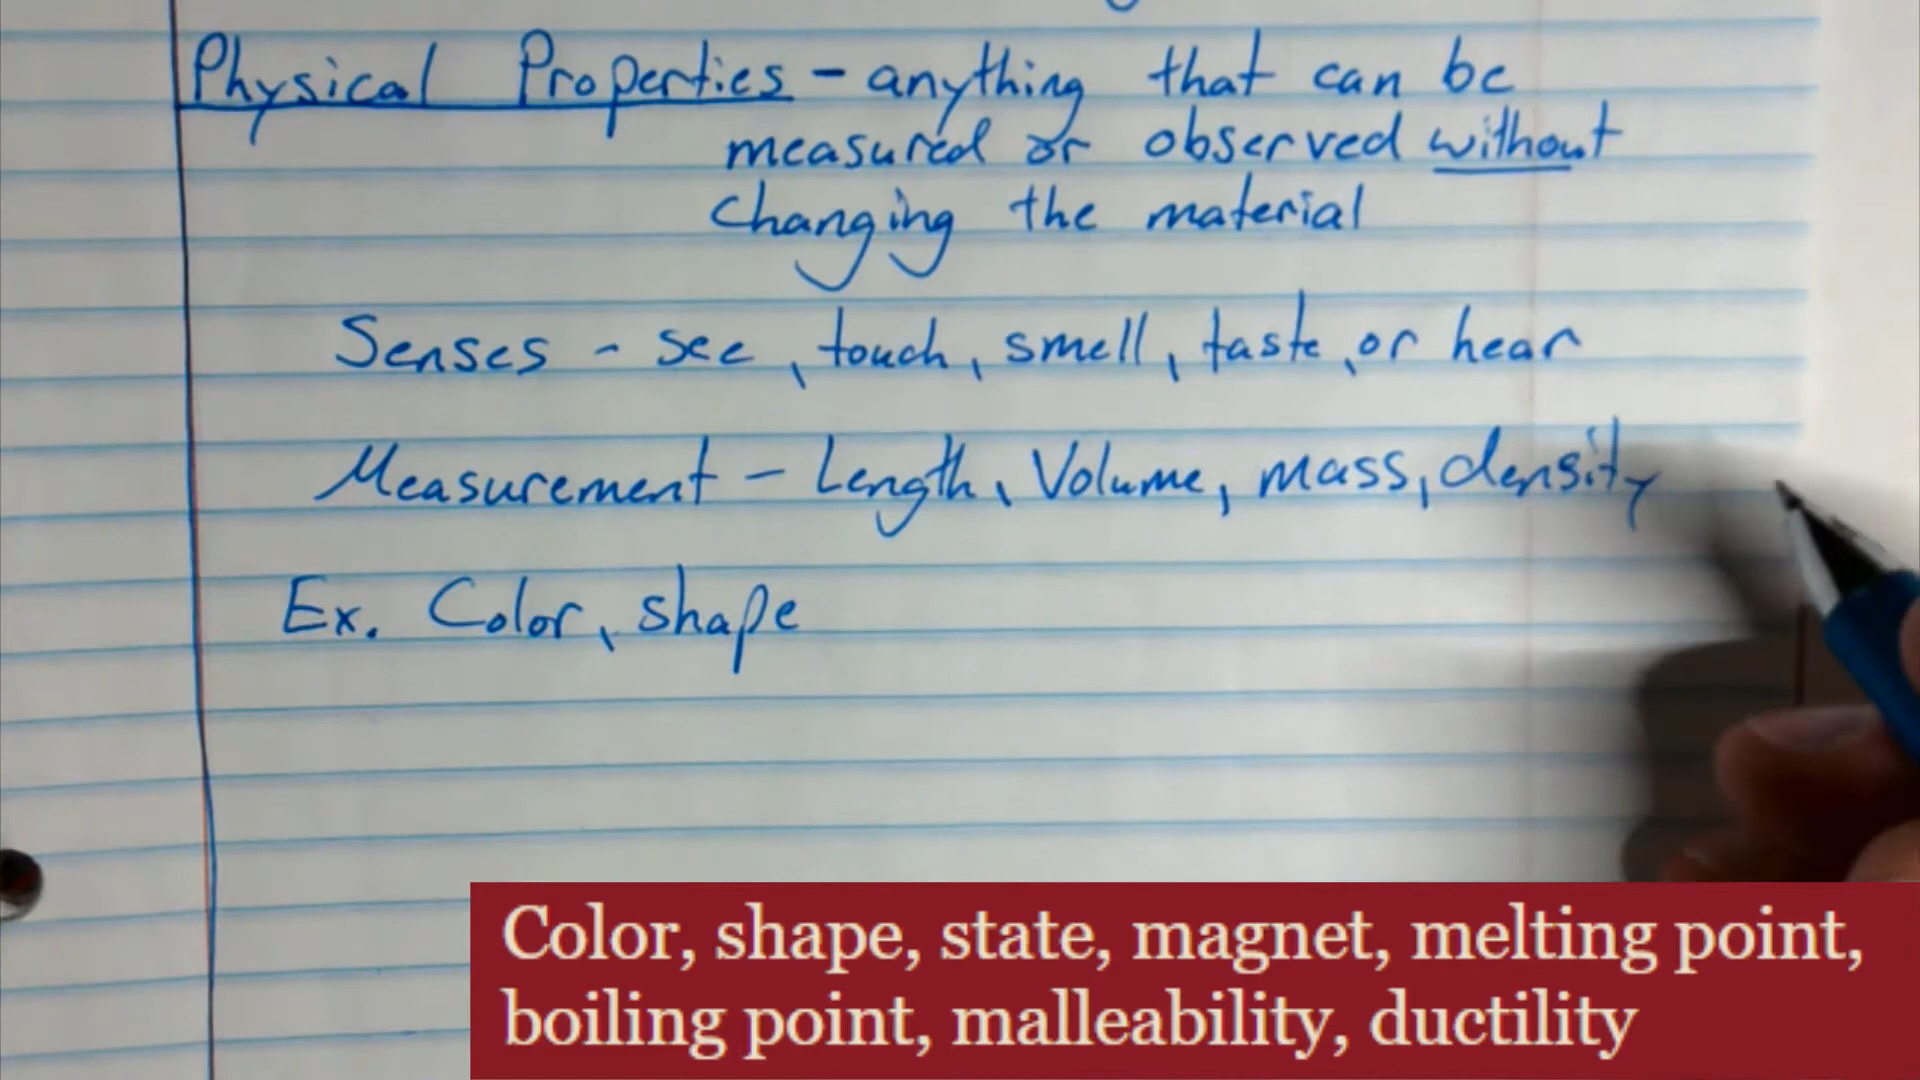 Physical Properties - anything that can be
measured or observed without
changing the material
Senses - see, touch, smell, taste, or hear
Measurement - Length, Volume, mass, density
Ex. Color, shape
Color, shape, state, magnet, melting point,
boiling point, malleability, ductility